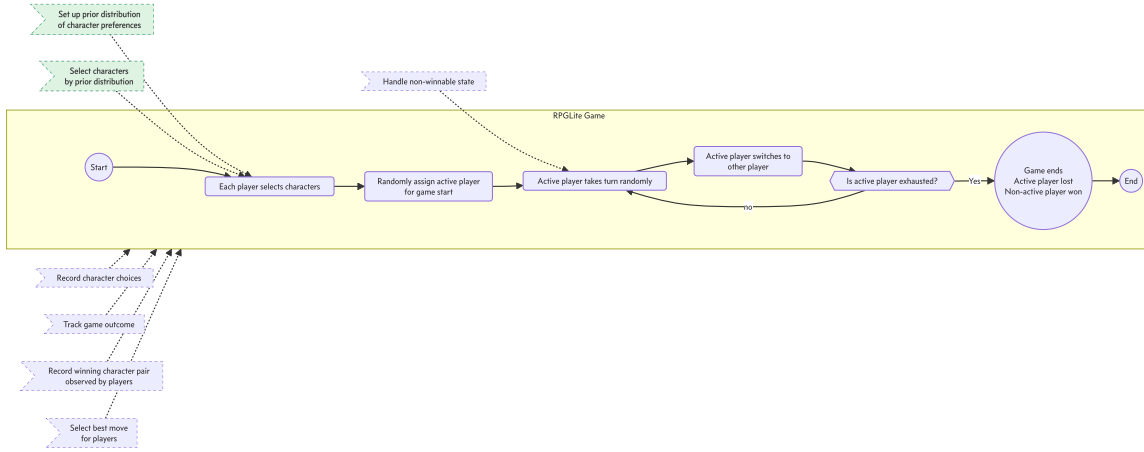 Set up prior distribution
of character preferences
Select characters
by prior distribution
Handle non-winnable state
RPGLite Game
Start
Each player selects characters
Randomly assign active player
for game start
Active player takes turn randomly
Active player switches to
other player
Is active player exhausted?
Yes
no
Game ends
Active player lost
Non-active player won
End
Record character choices
Track game outcome
Record winning character pair
observed by players
Select best move
for players